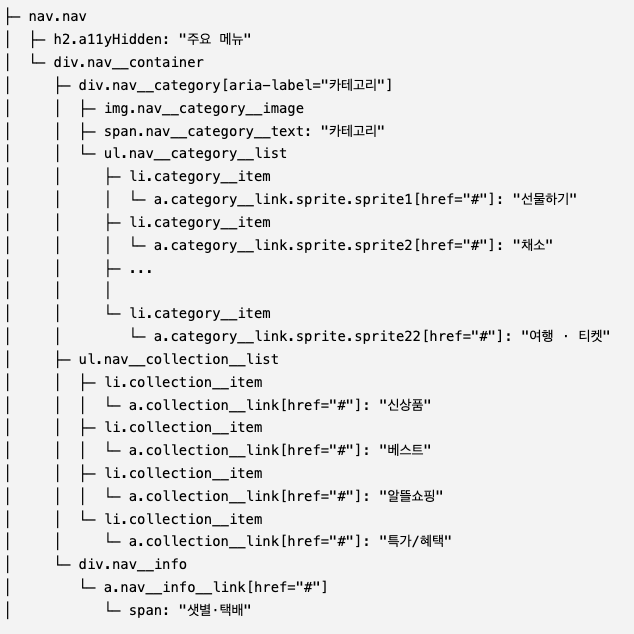 ├─ nav.nav
│  ├─ h2.a11yHidden: "주요 메뉴"
│  └─ div.nav__container
│     ├─ div.nav__category[aria-label="카테고리"]
│     │  ├─ img.nav__category__image
│     │  ├─ span.nav__category__text: "카테고리"
│     │  └─ ul.nav__category__list
│     │     ├─ li.category__item
│     │     │  └─ a.category__link.sprite.sprite1[href="#"]: "선물하기"
│     │     ├─ li.category__item
│     │     │  └─ a.category__link.sprite.sprite2[href="#"]: "채소"
│     │     ├─ ...
│     │     │
│     │     └─ li.category__item
│     │        └─ a.category__link.sprite.sprite22[href="#"]: "여행 · 티켓"
│     ├─ ul.nav__collection__list
│     │  ├─ li.collection__item
│     │  │  └─ a.collection__link[href="#"]: "신상품"
│     │  ├─ li.collection__item
│     │  │  └─ a.collection__link[href="#"]: "베스트"
│     │  ├─ li.collection__item
│     │  │  └─ a.collection__link[href="#"]: "알뜰쇼핑"
│     │  └─ li.collection__item
│     │     └─ a.collection__link[href="#"]: "특가/혜택"
│     └─ div.nav__info
│        └─ a.nav__info__link[href="#"]
│           └─ span: "샛별·택배"